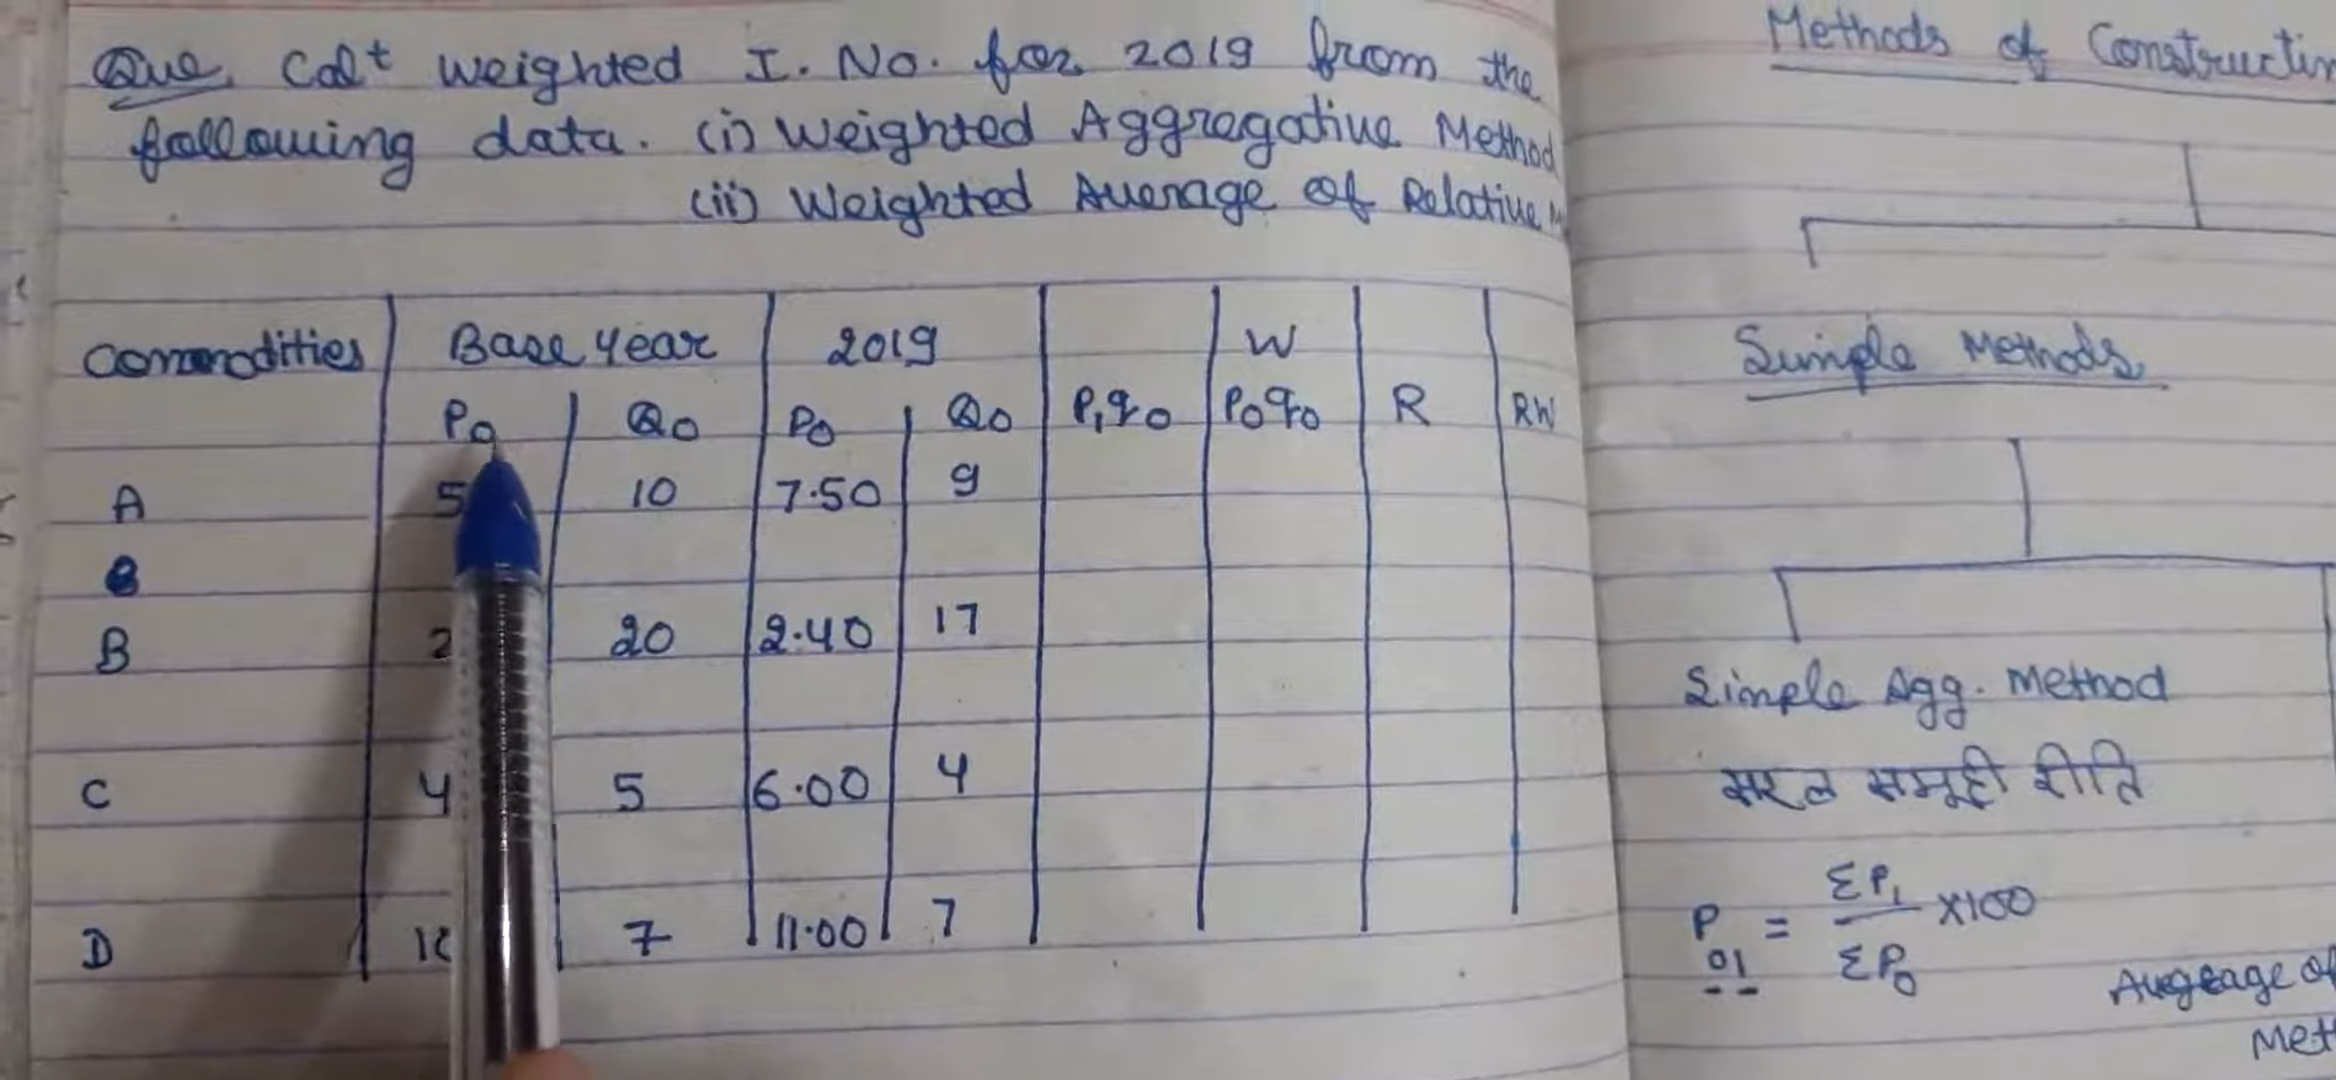 Que. Calt weighted I. No. for 2019 from the
following data. (i) Weighted Aggregative Method
(ii) Weighted Average of Relative
Commodities Base Year 2019 W
P0 Q0 P0 Q0 P1q0 P0q0 R RW
A 5 10 7.50 9
B 2 20 2.40 17
C 4 5 6.00 4
D 7 11.00 7
Methods of Constructin
Simple Methods
Simple Agg. Method
सरल समूही रीति
P01 = ΣP1/ΣP0 ×100
Average of
Met